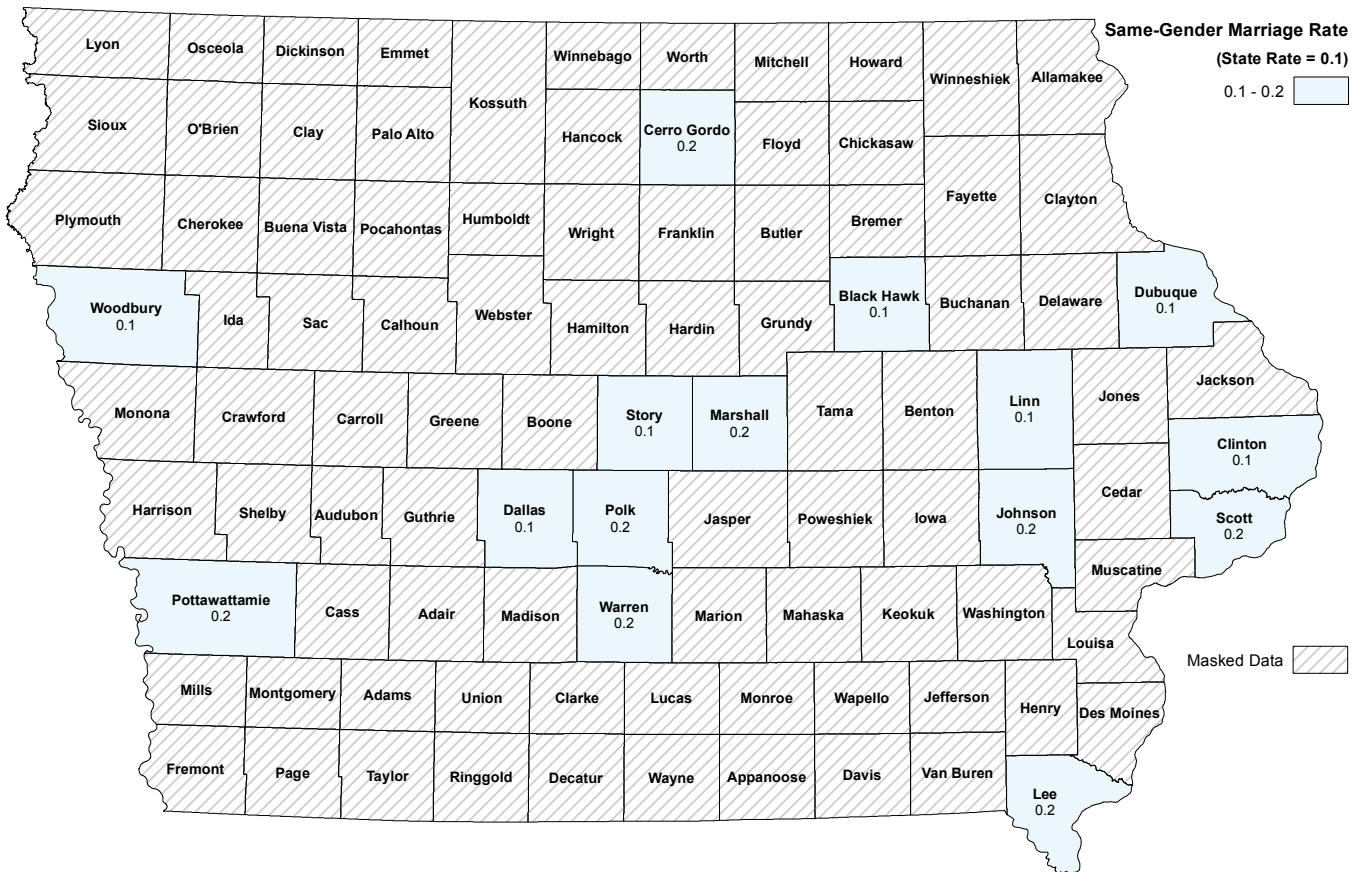 Same-Gender Marriage Rate
(State Rate = 0.1)
0.1 - 0.2
Lyon
Osceola
Dickinson
Emmet
Kossuth
Winnebago
Worth
Mitchell
Howard
Winneshiek
Allamakee
Sioux
O'Brien
Clay
Palo Alto
Hancock
Cerro Gordo
0.2
Floyd
Chickasaw
Plymouth
Cherokee
Buena Vista
Pocahontas
Humboldt
Wright
Franklin
Butler
Bremer
Fayette
Clayton
Woodbury
0.1
Ida
Sac
Calhoun
Webster
Hamilton
Hardin
Grundy
Black Hawk
0.1
Buchanan
Delaware
Dubuque
0.1
Monona
Crawford
Carroll
Greene
Boone
Story
0.1
Marshall
0.2
Tama
Benton
Linn
0.1
Jones
Jackson
Clinton
0.1
Harrison
Shelby
Audubon
Guthrie
Dallas
0.1
Polk
0.2
Jasper
Poweshiek
Iowa
Johnson
0.2
Cedar
Scott
0.2
Muscatine
Pottawattamie
0.2
Cass
Adair
Madison
Warren
0.2
Marion
Mahaska
Keokuk
Washington
Louisa
Masked Data
Mills
Montgomery
Adams
Union
Clarke
Lucas
Monroe
Wapello
Jefferson
Henry
Des Moines
Fremont
Page
Taylor
Ringgold
Decatur
Wayne
Appanoose
Davis
Van Buren
Lee
0.2